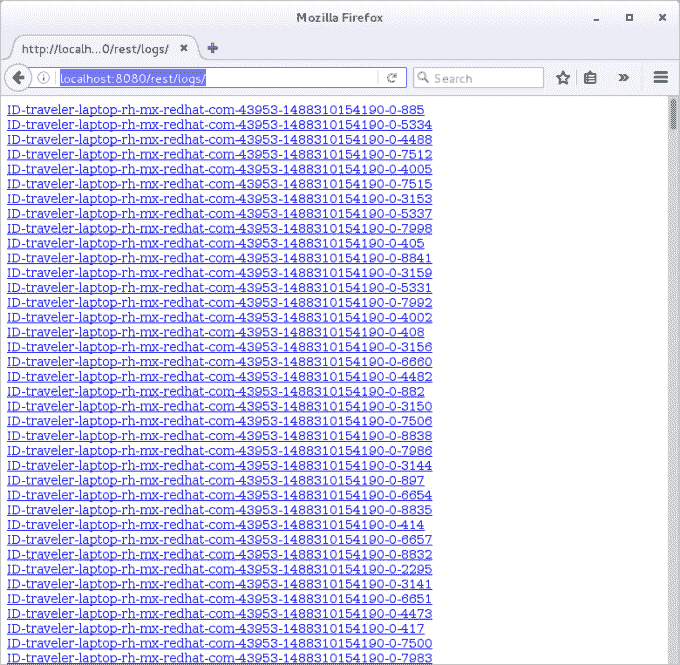 Mozilla Firefox
http://localh...0/rest/logs/
localhost:8080/rest/logs/
Search
ID-traveler-laptop-rh-mx-redhat-com-43953-1488310154190-0-885
ID-traveler-laptop-rh-mx-redhat-com-43953-1488310154190-0-5334
ID-traveler-laptop-rh-mx-redhat-com-43953-1488310154190-0-4488
ID-traveler-laptop-rh-mx-redhat-com-43953-1488310154190-0-7512
ID-traveler-laptop-rh-mx-redhat-com-43953-1488310154190-0-4005
ID-traveler-laptop-rh-mx-redhat-com-43953-1488310154190-0-7515
ID-traveler-laptop-rh-mx-redhat-com-43953-1488310154190-0-3153
ID-traveler-laptop-rh-mx-redhat-com-43953-1488310154190-0-5337
ID-traveler-laptop-rh-mx-redhat-com-43953-1488310154190-0-7998
ID-traveler-laptop-rh-mx-redhat-com-43953-1488310154190-0-405
ID-traveler-laptop-rh-mx-redhat-com-43953-1488310154190-0-8841
ID-traveler-laptop-rh-mx-redhat-com-43953-1488310154190-0-3159
ID-traveler-laptop-rh-mx-redhat-com-43953-1488310154190-0-5331
ID-traveler-laptop-rh-mx-redhat-com-43953-1488310154190-0-7992
ID-traveler-laptop-rh-mx-redhat-com-43953-1488310154190-0-4002
ID-traveler-laptop-rh-mx-redhat-com-43953-1488310154190-0-408
ID-traveler-laptop-rh-mx-redhat-com-43953-1488310154190-0-3156
ID-traveler-laptop-rh-mx-redhat-com-43953-1488310154190-0-6660
ID-traveler-laptop-rh-mx-redhat-com-43953-1488310154190-0-4482
ID-traveler-laptop-rh-mx-redhat-com-43953-1488310154190-0-882
ID-traveler-laptop-rh-mx-redhat-com-43953-1488310154190-0-3150
ID-traveler-laptop-rh-mx-redhat-com-43953-1488310154190-0-7506
ID-traveler-laptop-rh-mx-redhat-com-43953-1488310154190-0-8838
ID-traveler-laptop-rh-mx-redhat-com-43953-1488310154190-0-7986
ID-traveler-laptop-rh-mx-redhat-com-43953-1488310154190-0-3144
ID-traveler-laptop-rh-mx-redhat-com-43953-1488310154190-0-897
ID-traveler-laptop-rh-mx-redhat-com-43953-1488310154190-0-6654
ID-traveler-laptop-rh-mx-redhat-com-43953-1488310154190-0-8835
ID-traveler-laptop-rh-mx-redhat-com-43953-1488310154190-0-414
ID-traveler-laptop-rh-mx-redhat-com-43953-1488310154190-0-6657
ID-traveler-laptop-rh-mx-redhat-com-43953-1488310154190-0-8832
ID-traveler-laptop-rh-mx-redhat-com-43953-1488310154190-0-2295
ID-traveler-laptop-rh-mx-redhat-com-43953-1488310154190-0-3141
ID-traveler-laptop-rh-mx-redhat-com-43953-1488310154190-0-6651
ID-traveler-laptop-rh-mx-redhat-com-43953-1488310154190-0-4473
ID-traveler-laptop-rh-mx-redhat-com-43953-1488310154190-0-417
ID-traveler-laptop-rh-mx-redhat-com-43953-1488310154190-0-7500
ID-traveler-laptop-rh-mx-redhat-com-43953-1488310154190-0-7983